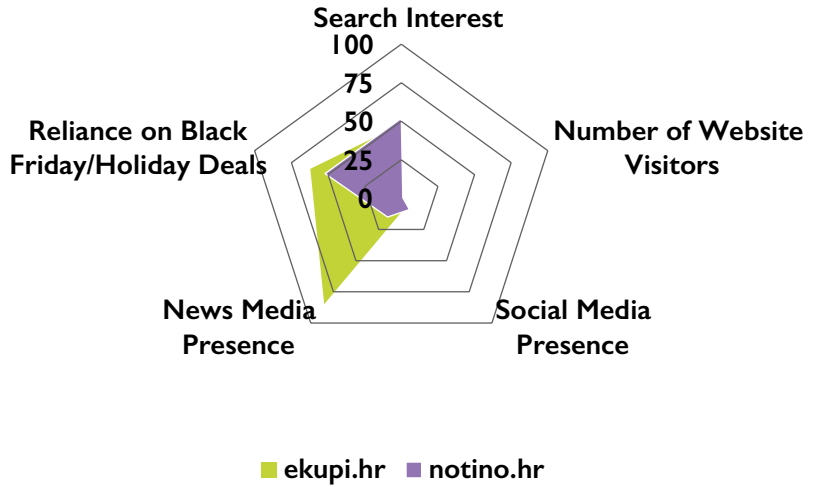 Search Interest
100
75
50
25
0
Number of Website
Visitors
Social Media
Presence
News Media
Presence
Reliance on Black
Friday/Holiday Deals
ekupi.hr
notino.hr